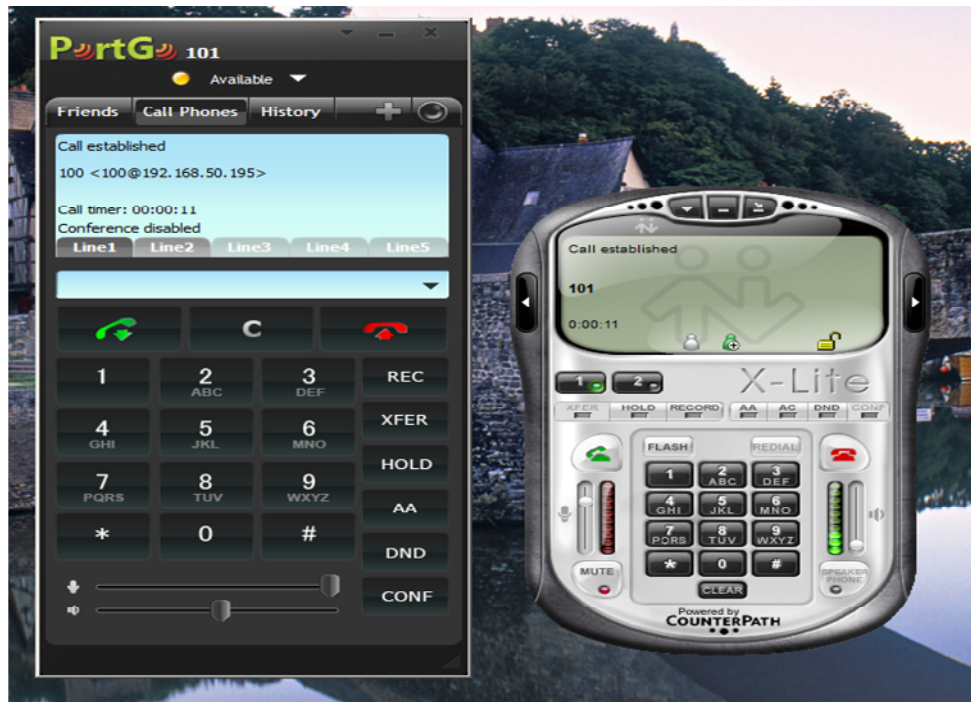 PortGo 101
Available
Friends Call Phones History
Call established
100 <100@192.168.50.195>
Call timer: 00:00:11
Conference disabled
Line1 Line2 Line3 Line4 Line5
C
1 2 ABC 3 DEF REC
4 GHI 5 JKL 6 MNO XFER
HOLD
7 PQRS 8 TUV 9 WXYZ
AA
* 0 #
DND
CONF
Call established
101
0:00:11
1 2 X-Lite
XFER HOLD RECORD AA AC DND CONF
FLASH REDIAL
1 2 ABC 3 DEF
4 GHI 5 JKL 6 MNO
7 PQRS 8 TUV 9 WXYZ
* 0 #
MUTE
SPEAKER PHONE
CLEAR
Powered by
COUNTERPATH